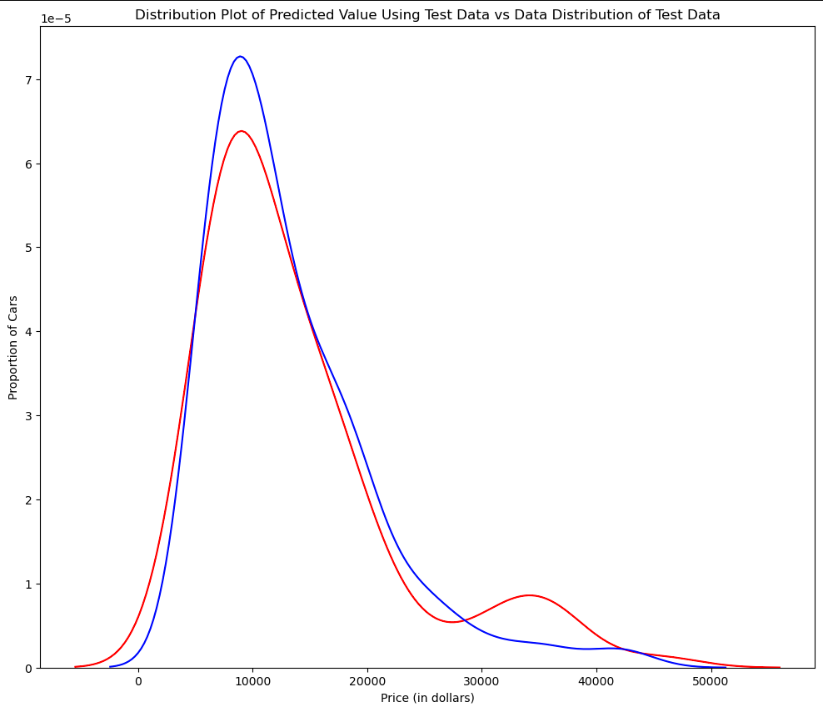 Distribution Plot of Predicted Value Using Test Data vs Data Distribution of Test Data
1e−5
7
6
5
4
3
2
1
0
Proportion of Cars
0 10000 20000 30000 40000 50000
Price (in dollars)